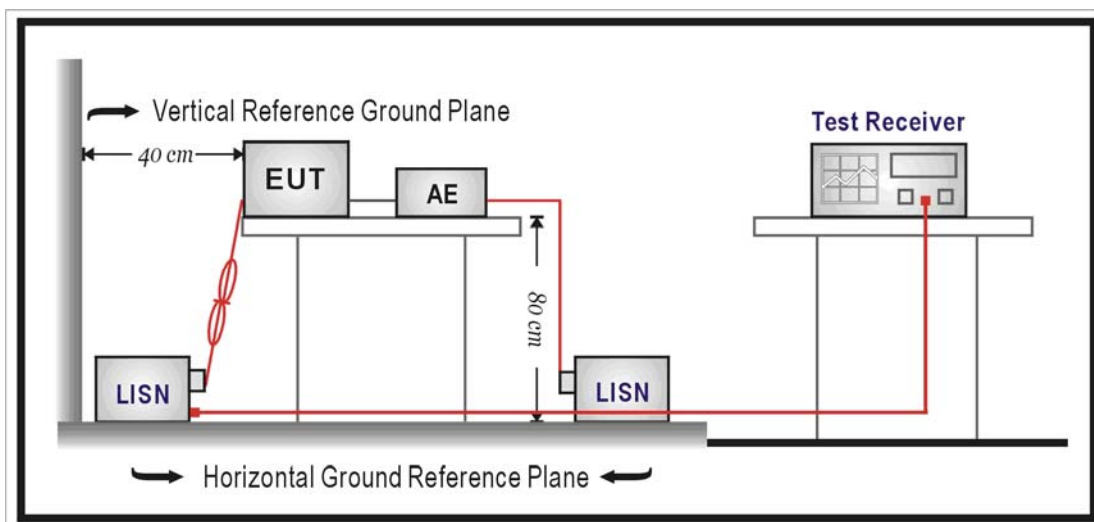 Vertical Reference Ground Plane
Test Receiver
40 cm
EUT
AE
80 cm
LISN
LISN
Horizontal Ground Reference Plane